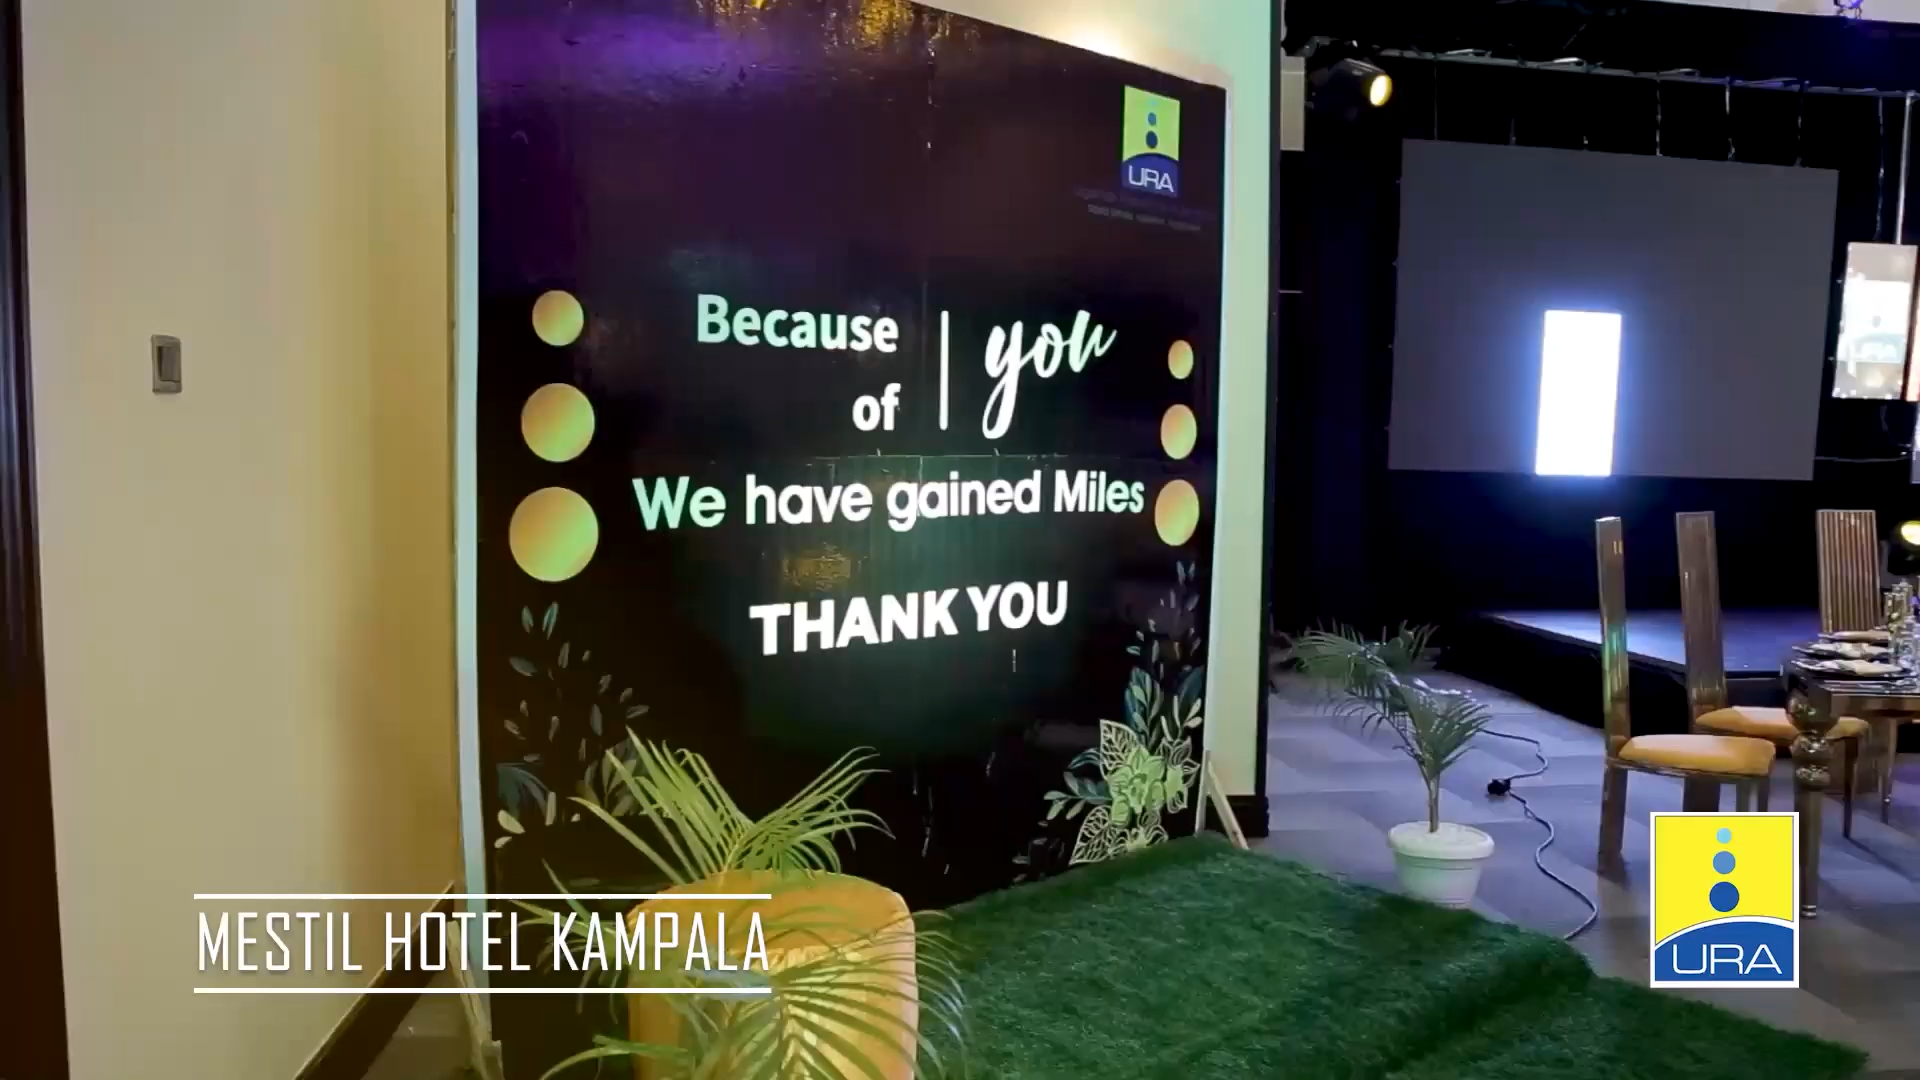 URA
Because
of
you
We have gained Miles
THANK YOU
MESTIL HOTEL KAMPALA
URA